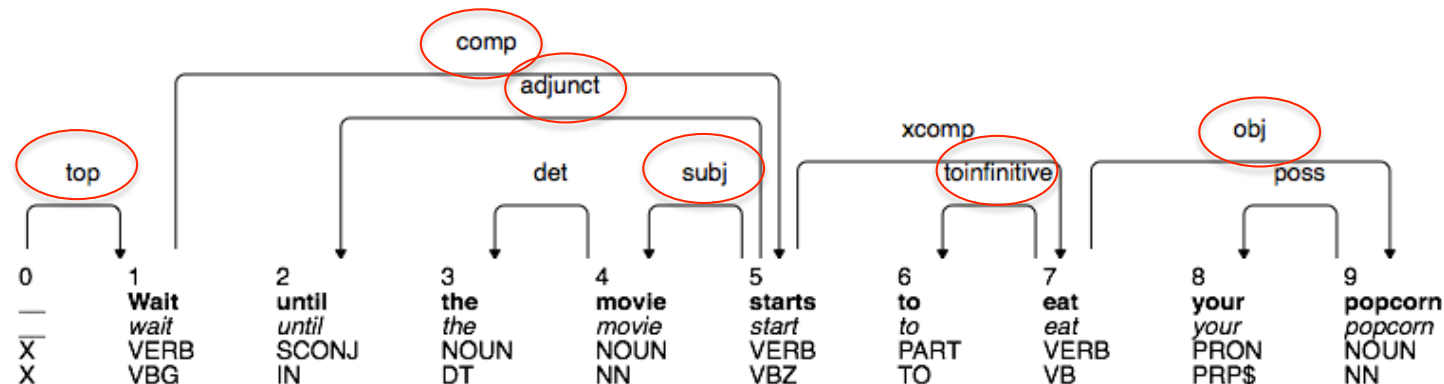 comp
adjunct
xcomp obj
top det subj toinfinitive poss
0 1 2 3 4 5 6 7 8 9
__ Wait until the movie starts to eat your popcorn
__ wait until the movie start to eat your popcorn
X VERB SCONJ NOUN NOUN VERB PART VERB PRON NOUN
X VBG IN DT NN VBZ TO VB PRP$ NN